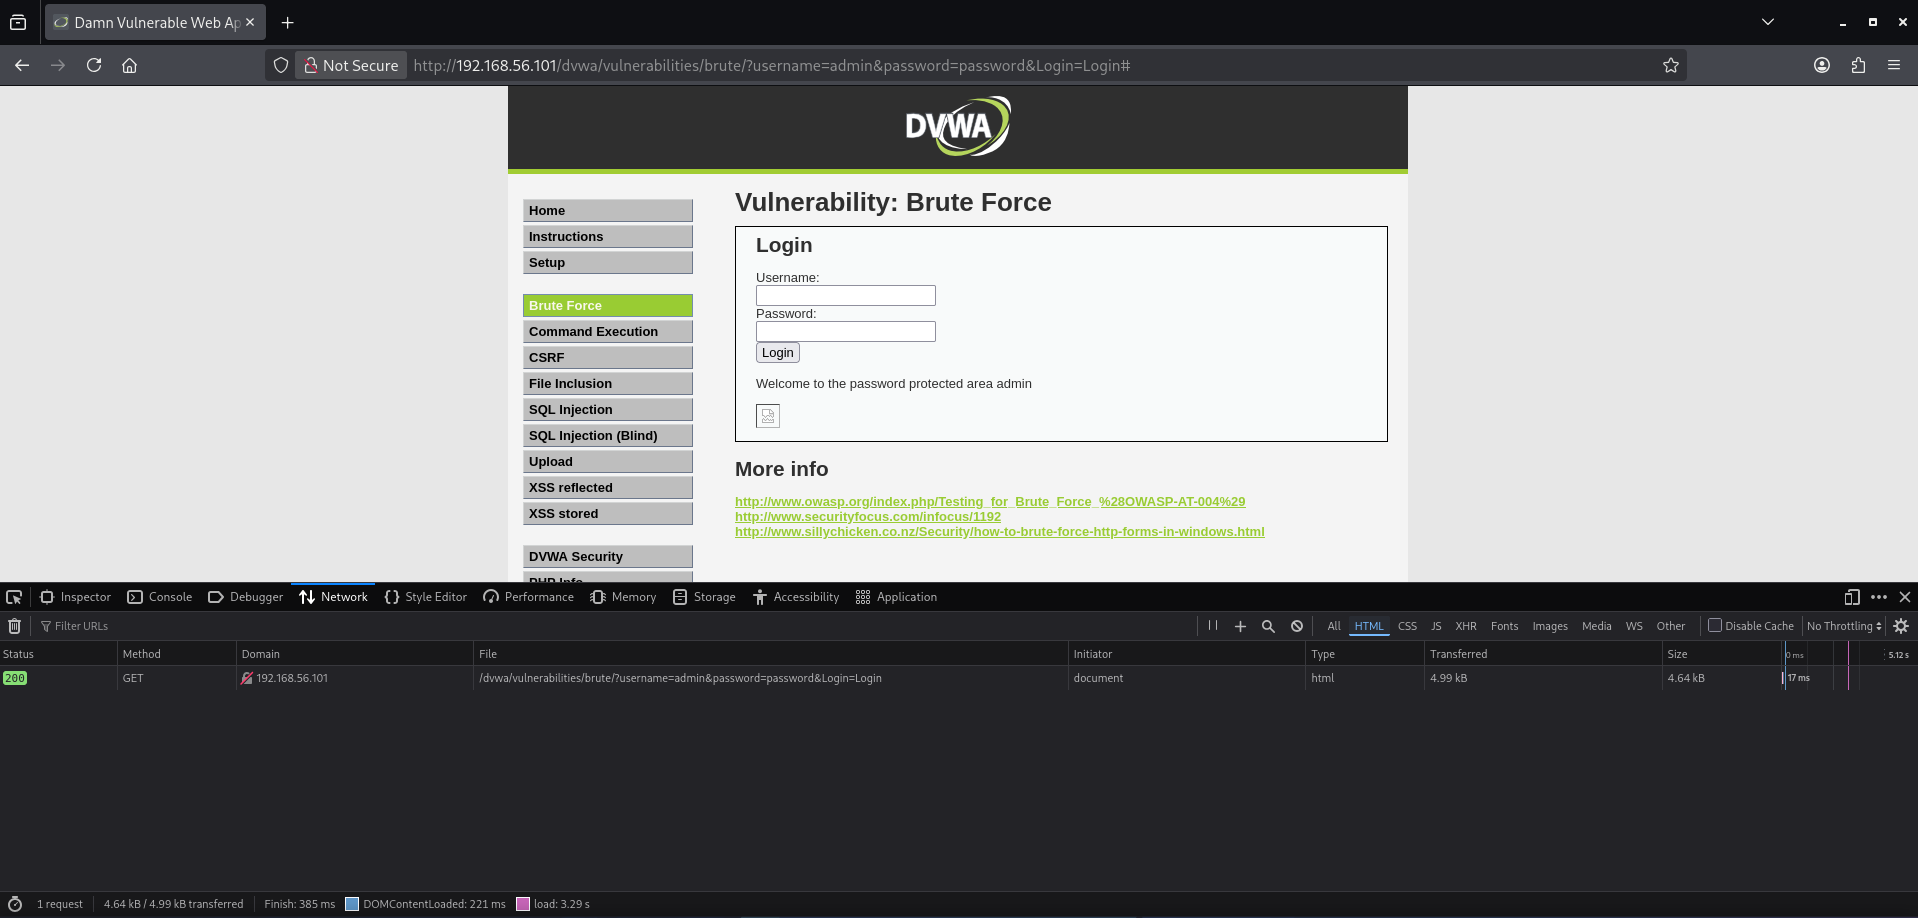 Damn Vulnerable Web Ap
Not Secure
http://192.168.56.101/dvwa/vulnerabilities/brute/?username=admin&password=password&Login=Login#
DVWA
Home
Instructions
Setup
Brute Force
Command Execution
CSRF
File Inclusion
SQL Injection
SQL Injection (Blind)
Upload
XSS reflected
XSS stored
DVWA Security
PHP Info
Vulnerability: Brute Force
Login
Username:
Password:
Login
Welcome to the password protected area admin
More info
http://www.owasp.org/index.php/Testing_for_Brute_Force_%28OWASP-AT-004%29
http://www.securityfocus.com/infocus/1192
http://www.sillychicken.co.nz/Security/how-to-brute-force-http-forms-in-windows.html
Inspector Console Debugger Network Style Editor Performance Memory Storage Accessibility Application
Filter URLs All HTML CSS JS XHR Fonts Images Media WS Other Disable Cache No Throttling
Status Method Domain File Initiator Type Transferred Size 0 ms 5.12 s
200 GET 192.168.56.101 /dvwa/vulnerabilities/brute/?username=admin&password=password&Login=Login document html 4.99 kB 4.64 kB 17 ms
1 request 4.64 kB / 4.99 kB transferred Finish: 385 ms DOMContentLoaded: 221 ms load: 3.29 s